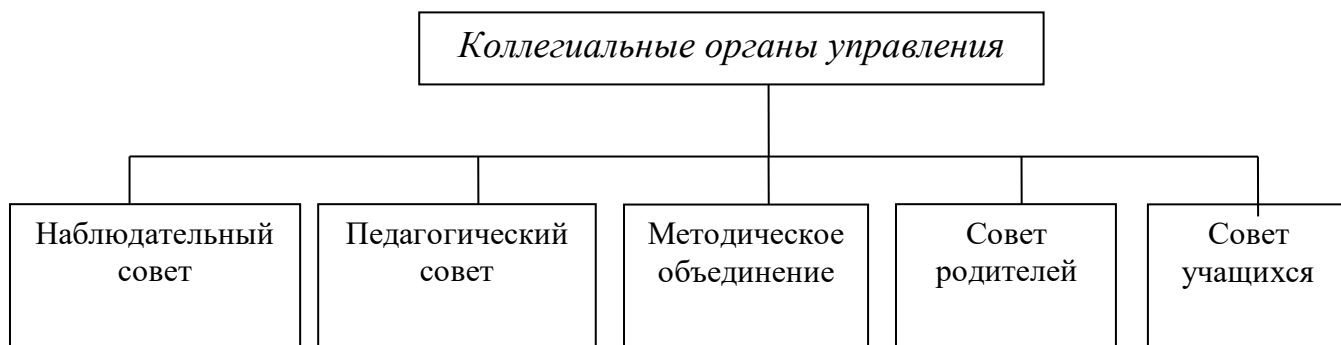 Коллегиальные органы управления
Наблюдательный
совет
Педагогический
совет
Методическое
объединение
Совет
родителей
Совет
учащихся